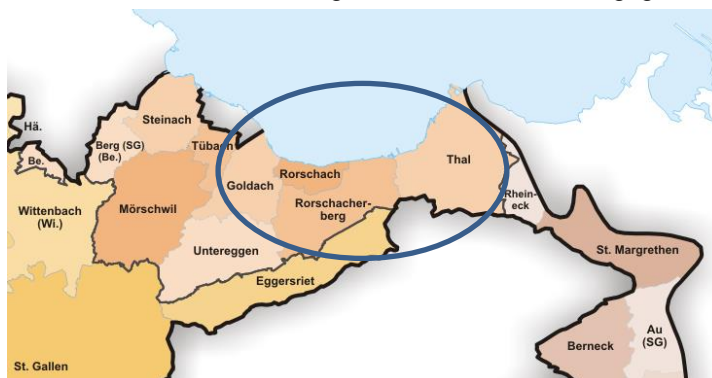 Steinach
Hä.
Berg (SG)
(Be.)
Tübach
Be.
Thal
Rorschach
Goldach
Rhein-
eck
Wittenbach
(Wi.)
Mörschwil
Rorschacher-
berg
St. Margrethen
Untereggen
Eggersriet
Au
(SG)
Berneck
St. Gallen